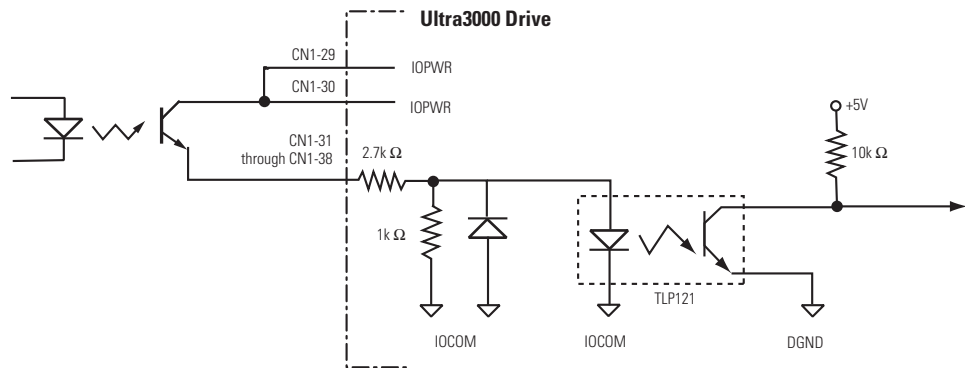 Ultra3000 Drive
CN1-29
IOPWR
CN1-30
IOPWR
+5V
CN1-31
through CN1-38
2.7k Ω
10k Ω
1k Ω
TLP121
IOCOM
IOCOM
DGND